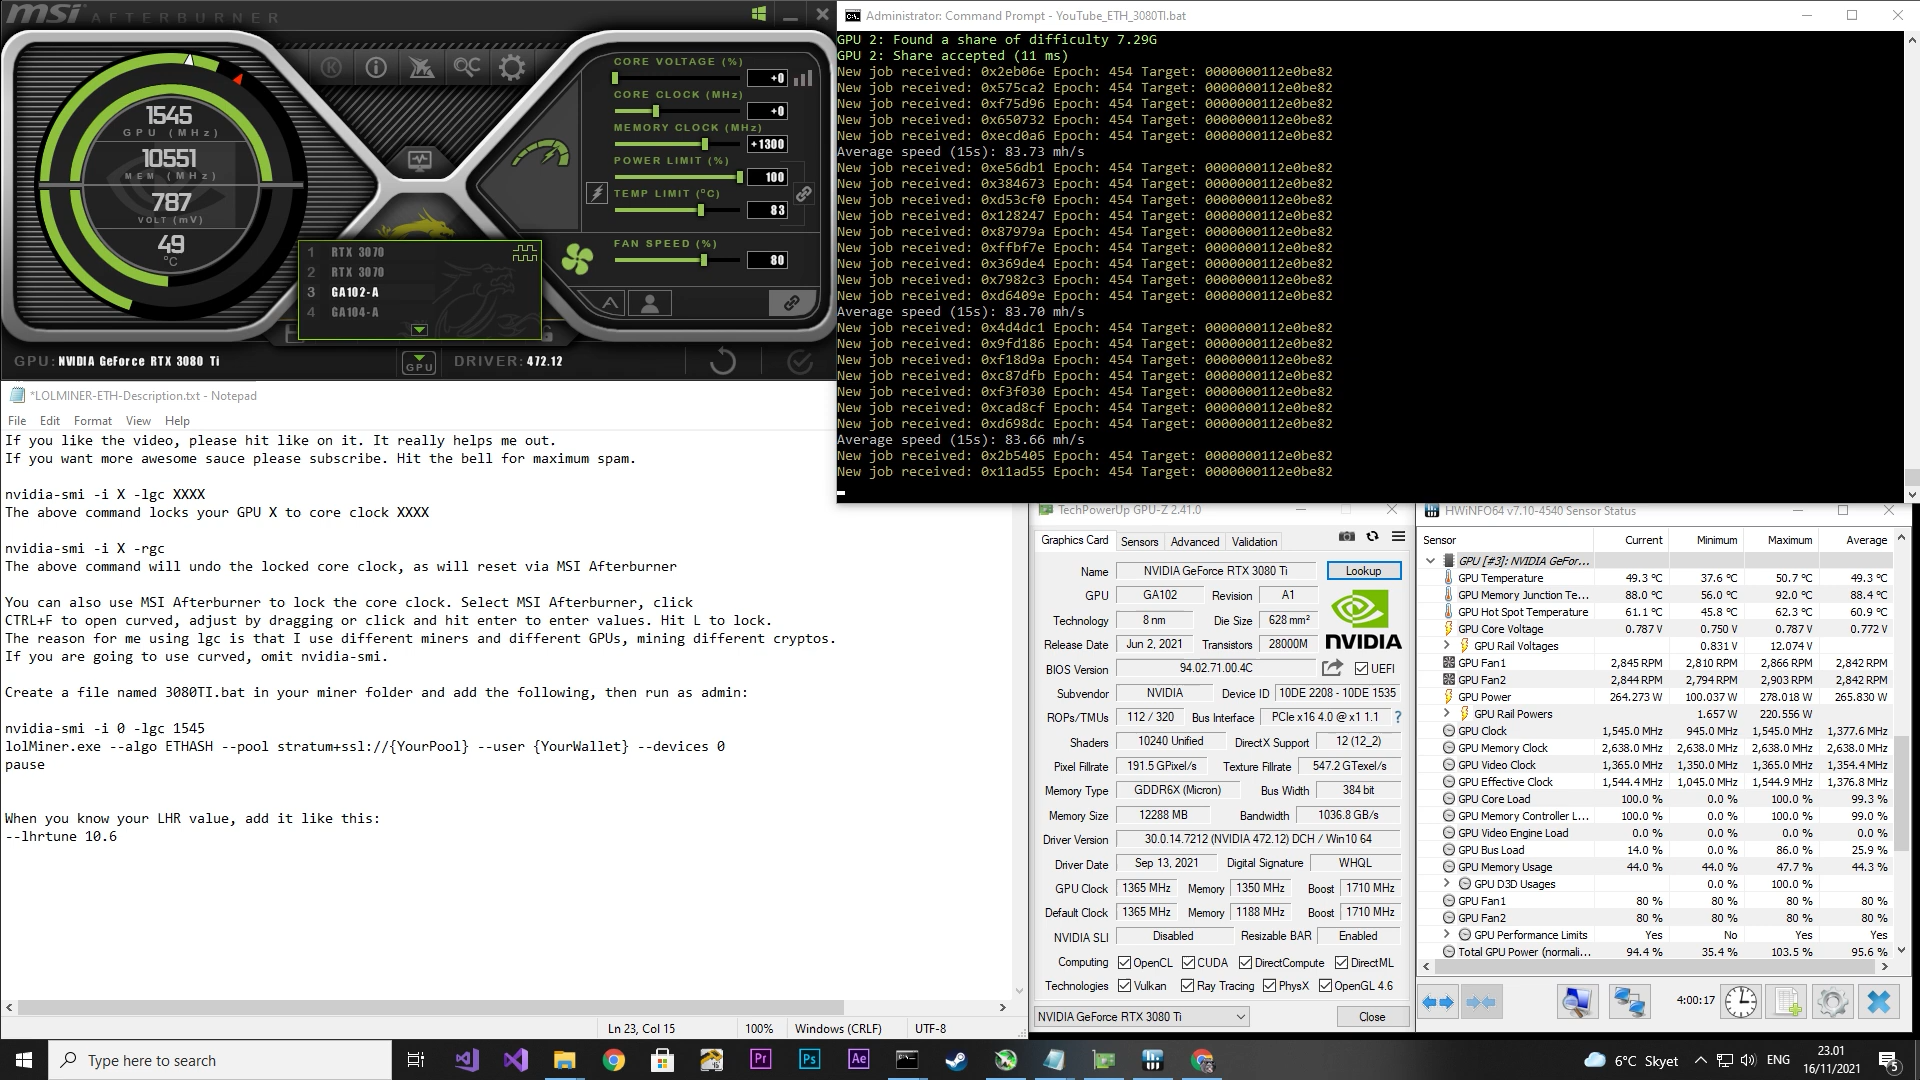 msi AFTERBURNER
K
1545
GPU (MHz)
10551
MEM (MHz)
787
VOLT (mV)
49
°C
CORE VOLTAGE (%)
+0
CORE CLOCK (MHz)
+0
MEMORY CLOCK (MHz)
+1300
POWER LIMIT (%)
100
TEMP LIMIT (°C)
83
FAN SPEED (%)
80
A
1 RTX 3070
2 RTX 3070
3 GA102-A
4 GA104-A
GPU: NVIDIA GeForce RTX 3080 Ti
GPU
DRIVER: 472.12
Administrator: Command Prompt - YouTube_ETH_3080TI.bat
GPU 2: Found a share of difficulty 7.29G
GPU 2: Share accepted (11 ms)
New job received: 0x2eb06e Epoch: 454 Target: 0000000112e0be82
New job received: 0x575ca2 Epoch: 454 Target: 0000000112e0be82
New job received: 0xf75d96 Epoch: 454 Target: 0000000112e0be82
New job received: 0x650732 Epoch: 454 Target: 0000000112e0be82
New job received: 0xecd0a6 Epoch: 454 Target: 0000000112e0be82
Average speed (15s): 83.73 mh/s
New job received: 0xe56db1 Epoch: 454 Target: 0000000112e0be82
New job received: 0x384673 Epoch: 454 Target: 0000000112e0be82
New job received: 0xd53cf0 Epoch: 454 Target: 0000000112e0be82
New job received: 0x128247 Epoch: 454 Target: 0000000112e0be82
New job received: 0x87979a Epoch: 454 Target: 0000000112e0be82
New job received: 0xffbf7e Epoch: 454 Target: 0000000112e0be82
New job received: 0x369de4 Epoch: 454 Target: 0000000112e0be82
New job received: 0x7982c3 Epoch: 454 Target: 0000000112e0be82
New job received: 0xd6409e Epoch: 454 Target: 0000000112e0be82
Average speed (15s): 83.70 mh/s
New job received: 0x4d4dc1 Epoch: 454 Target: 0000000112e0be82
New job received: 0x9fd186 Epoch: 454 Target: 0000000112e0be82
New job received: 0xf18d9a Epoch: 454 Target: 0000000112e0be82
New job received: 0xc87dfb Epoch: 454 Target: 0000000112e0be82
New job received: 0xf3f030 Epoch: 454 Target: 0000000112e0be82
New job received: 0xcad8cf Epoch: 454 Target: 0000000112e0be82
New job received: 0xd698dc Epoch: 454 Target: 0000000112e0be82
Average speed (15s): 83.66 mh/s
New job received: 0x2b5405 Epoch: 454 Target: 0000000112e0be82
New job received: 0x11ad55 Epoch: 454 Target: 0000000112e0be82
*LOLMINER-ETH-Description.txt - Notepad
File Edit Format View Help
If you like the video, please hit like on it. It really helps me out.
If you want more awesome sauce please subscribe. Hit the bell for maximum spam.
nvidia-smi -i X -lgc XXXX
The above command locks your GPU X to core clock XXXX
nvidia-smi -i X -rgc
The above command will undo the locked core clock, as will reset via MSI Afterburner
You can also use MSI Afterburner to lock the core clock. Select MSI Afterburner, click
CTRL+F to open curved, adjust by dragging or click and hit enter to enter values. Hit L to lock.
The reason for me using lgc is that I use different miners and different GPUs, mining different cryptos.
If you are going to use curved, omit nvidia-smi.
Create a file named 3080TI.bat in your miner folder and add the following, then run as admin:
nvidia-smi -i 0 -lgc 1545
lolMiner.exe --algo ETHASH --pool stratum+ssl://{YourPool} --user {YourWallet} --devices 0
pause
When you know your LHR value, add it like this:
--lhrtune 10.6
Ln 23, Col 15 100% Windows (CRLF) UTF-8
TechPowerUp GPU-Z 2.41.0
Graphics Card Sensors Advanced Validation
Name NVIDIA GeForce RTX 3080 Ti Lookup
GPU GA102 Revision A1
Technology 8 nm Die Size 628 mm²
Release Date Jun 2, 2021 Transistors 28000M
NVIDIA
BIOS Version 94.02.71.00.4C UEFI
Subvendor NVIDIA Device ID 10DE 2208 - 10DE 1535
ROPs/TMUs 112 / 320 Bus Interface PCIe x16 4.0 @ x1 1.1 ?
Shaders 10240 Unified DirectX Support 12 (12_2)
Pixel Fillrate 191.5 GPixel/s Texture Fillrate 547.2 GTexel/s
Memory Type GDDR6X (Micron) Bus Width 384 bit
Memory Size 12288 MB Bandwidth 1036.8 GB/s
Driver Version 30.0.14.7212 (NVIDIA 472.12) DCH / Win10 64
Driver Date Sep 13, 2021 Digital Signature WHQL
GPU Clock 1365 MHz Memory 1350 MHz Boost 1710 MHz
Default Clock 1365 MHz Memory 1188 MHz Boost 1710 MHz
NVIDIA SLI Disabled Resizable BAR Enabled
Computing OpenCL CUDA DirectCompute DirectML
Technologies Vulkan Ray Tracing PhysX OpenGL 4.6
NVIDIA GeForce RTX 3080 Ti Close
HWiNFO64 v7.10-4540 Sensor Status
Sensor Current Minimum Maximum Average
GPU [#3]: NVIDIA GeFor...
GPU Temperature 49.3 °C 37.6 °C 50.7 °C 49.3 °C
GPU Memory Junction Te... 88.0 °C 56.0 °C 92.0 °C 88.4 °C
GPU Hot Spot Temperature 61.1 °C 45.8 °C 62.3 °C 60.9 °C
GPU Core Voltage 0.787 V 0.750 V 0.787 V 0.772 V
GPU Rail Voltages 0.831 V 12.074 V
GPU Fan1 2,845 RPM 2,810 RPM 2,866 RPM 2,842 RPM
GPU Fan2 2,844 RPM 2,794 RPM 2,903 RPM 2,842 RPM
GPU Power 264.273 W 100.037 W 278.018 W 265.830 W
GPU Rail Powers 1.657 W 220.556 W
GPU Clock 1,545.0 MHz 945.0 MHz 1,545.0 MHz 1,377.6 MHz
GPU Memory Clock 2,638.0 MHz 2,638.0 MHz 2,638.0 MHz 2,638.0 MHz
GPU Video Clock 1,365.0 MHz 1,350.0 MHz 1,365.0 MHz 1,354.4 MHz
GPU Effective Clock 1,544.4 MHz 1,045.0 MHz 1,544.9 MHz 1,376.8 MHz
GPU Core Load 100.0 % 0.0 % 100.0 % 99.3 %
GPU Memory Controller L... 100.0 % 0.0 % 100.0 % 99.0 %
GPU Video Engine Load 0.0 % 0.0 % 0.0 % 0.0 %
GPU Bus Load 14.0 % 0.0 % 86.0 % 25.9 %
GPU Memory Usage 44.0 % 44.0 % 47.7 % 44.3 %
GPU D3D Usages 0.0 % 100.0 %
GPU Fan1 80 % 80 % 80 % 80 %
GPU Fan2 80 % 80 % 80 % 80 %
GPU Performance Limits Yes No Yes Yes
Total GPU Power (normali... 94.4 % 35.4 % 103.5 % 95.6 %
4:00:17
Type here to search
Pr Ps Ae
6°C Skyet ENG 23.01
16/11/2021
5